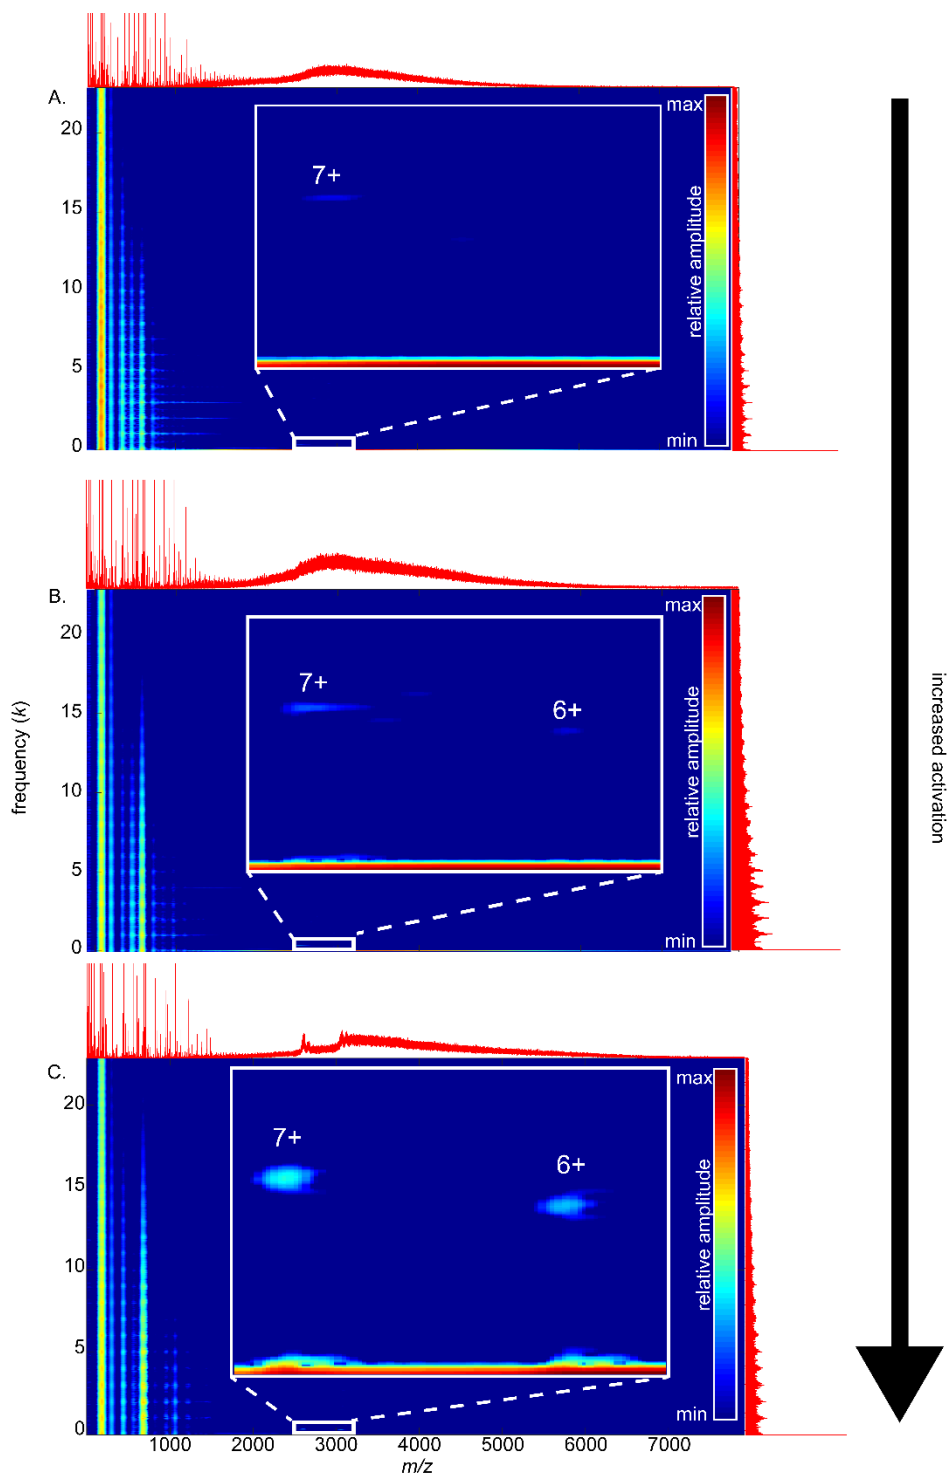 A.
max
20
7+
15
relative amplitude
10
5
min
0
B.
max
20
7+
6+
15
relative amplitude
frequency (k)
increased activation
10
5
min
0
C.
max
20
7+
6+
15
relative amplitude
10
5
min
0
1000 2000 3000 4000 5000 6000 7000
m/z